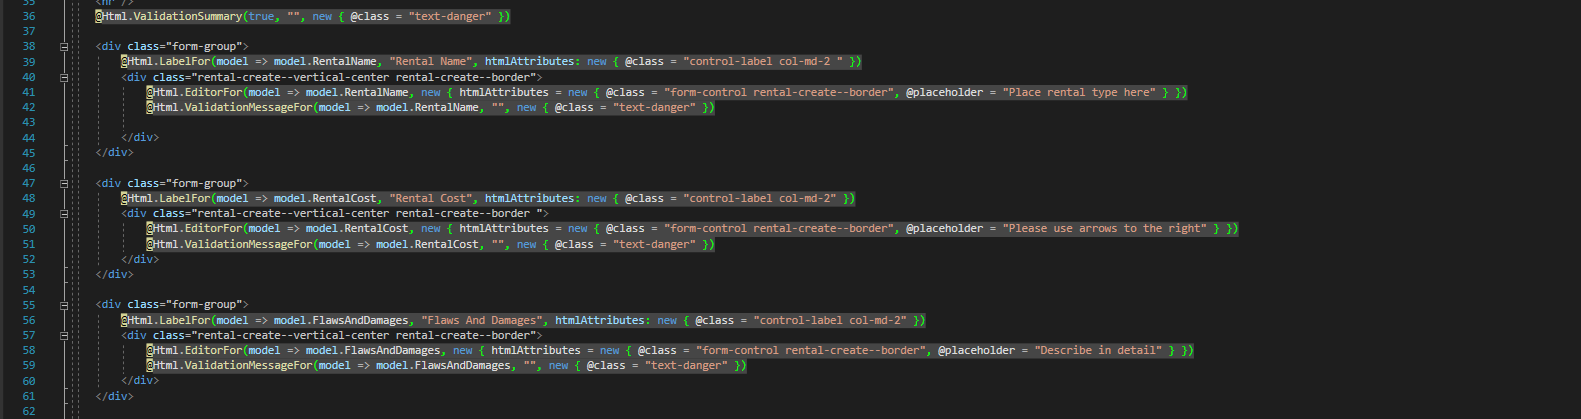 35 <hr />
36 @Html.ValidationSummary(true, "", new { @class = "text-danger" })
37
38 <div class="form-group">
39 @Html.LabelFor(model => model.RentalName, "Rental Name", htmlAttributes: new { @class = "control-label col-md-2 " })
40 <div class="rental-create--vertical-center rental-create--border">
41 @Html.EditorFor(model => model.RentalName, new { htmlAttributes = new { @class = "form-control rental-create--border", @placeholder = "Place rental type here" } })
42 @Html.ValidationMessageFor(model => model.RentalName, "", new { @class = "text-danger" })
43
44 </div>
45 </div>
46
47 <div class="form-group">
48 @Html.LabelFor(model => model.RentalCost, "Rental Cost", htmlAttributes: new { @class = "control-label col-md-2" })
49 <div class="rental-create--vertical-center rental-create--border ">
50 @Html.EditorFor(model => model.RentalCost, new { htmlAttributes = new { @class = "form-control rental-create--border", @placeholder = "Please use arrows to the right" } })
51 @Html.ValidationMessageFor(model => model.RentalCost, "", new { @class = "text-danger" })
52 </div>
53 </div>
54
55 <div class="form-group">
56 @Html.LabelFor(model => model.FlawsAndDamages, "Flaws And Damages", htmlAttributes: new { @class = "control-label col-md-2" })
57 <div class="rental-create--vertical-center rental-create--border">
58 @Html.EditorFor(model => model.FlawsAndDamages, new { htmlAttributes = new { @class = "form-control rental-create--border", @placeholder = "Describe in detail" } })
59 @Html.ValidationMessageFor(model => model.FlawsAndDamages, "", new { @class = "text-danger" })
60 </div>
61 </div>
62